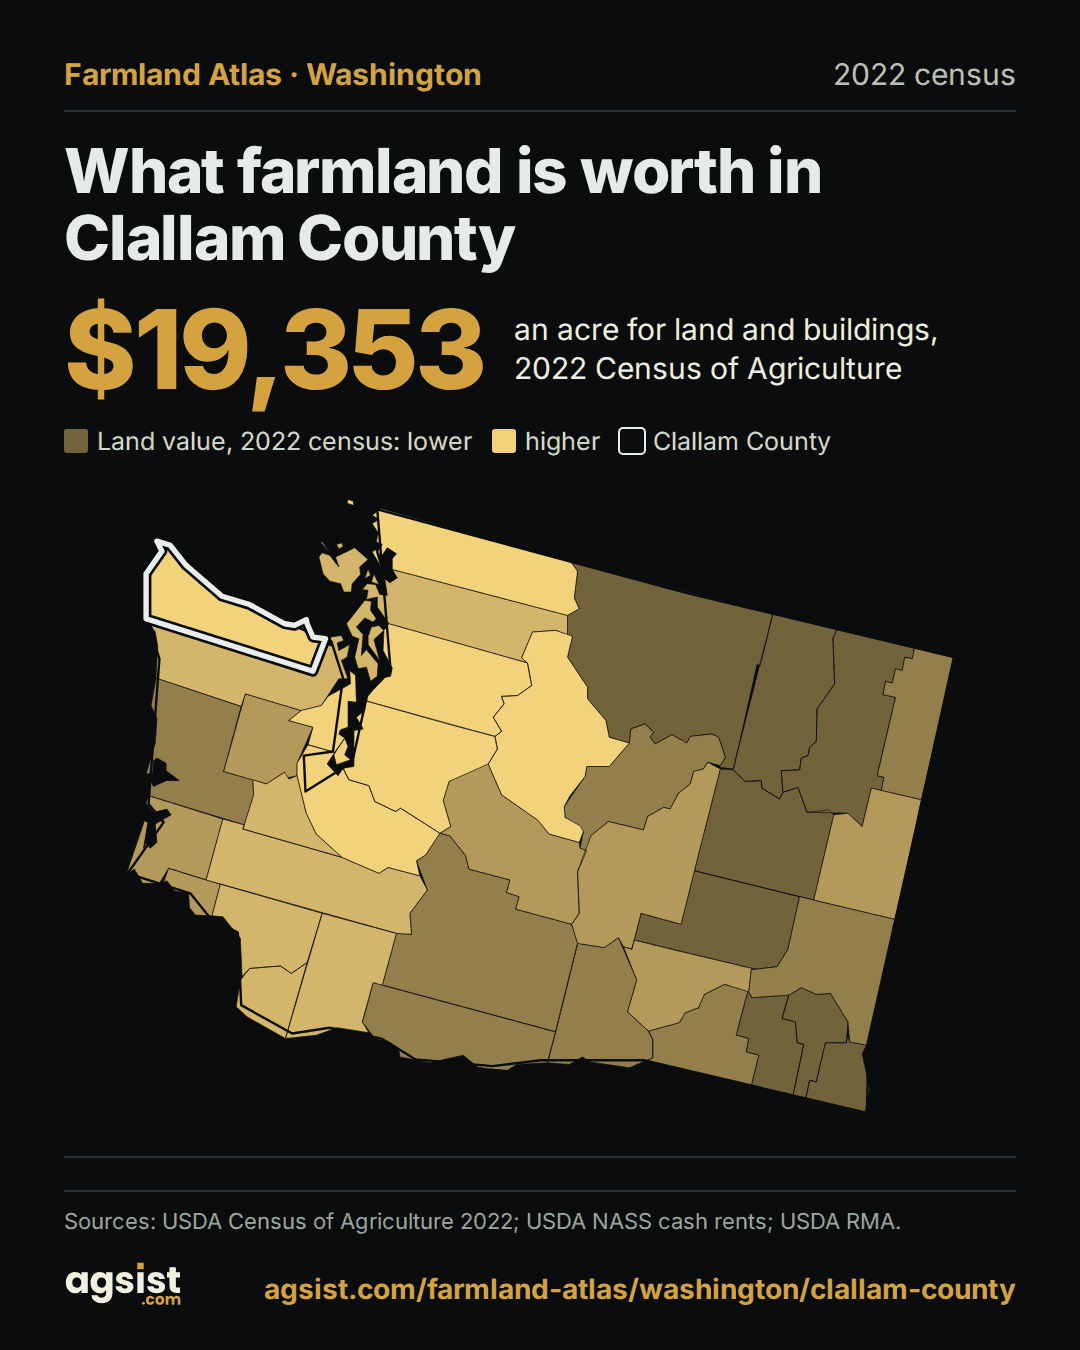 Farmland Atlas · Washington
2022 census
What farmland is worth in
Clallam County
$19,353
an acre for land and buildings,
2022 Census of Agriculture
Land value, 2022 census: lower
higher
Clallam County
Sources: USDA Census of Agriculture 2022; USDA NASS cash rents; USDA RMA.
agsist
.com
agsist.com/farmland-atlas/washington/clallam-county